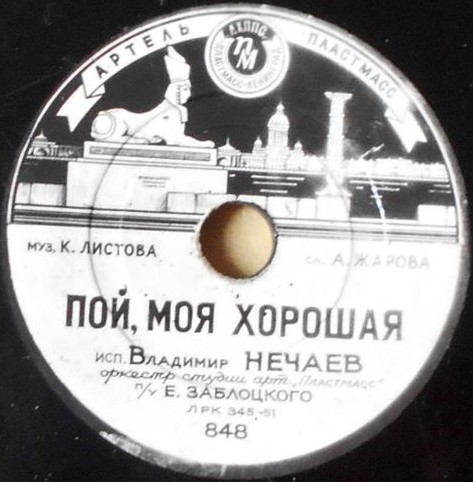 АРТЕЛЬ
ПЛАСТМАСС
ЛКППО
ПМ
ПЛАСТМАСС-ЛЕНИНГРАД
МУЗ. К. ЛИСТОВА
СЛ. А. ЖАРОВА
ПОЙ, МОЯ ХОРОШАЯ
ИСП. ВЛАДИМИР НЕЧАЕВ
оркестр студии арт. „ПЛАСТМАСС"
П/У Е. ЗАБЛОЦКОГО
ЛРК 345-51
848